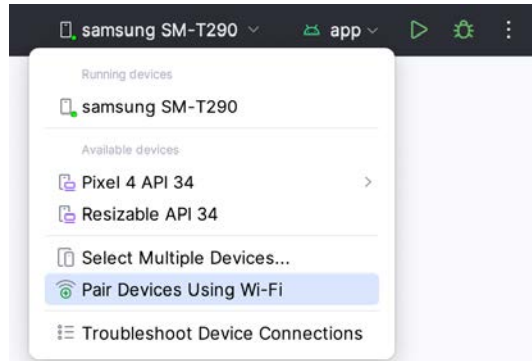 samsung SM-T290 app
Running devices
samsung SM-T290
Available devices
Pixel 4 API 34
Resizable API 34
Select Multiple Devices...
Pair Devices Using Wi-Fi
Troubleshoot Device Connections